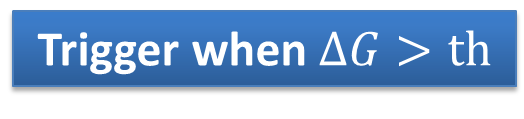 Trigger when ΔG > th